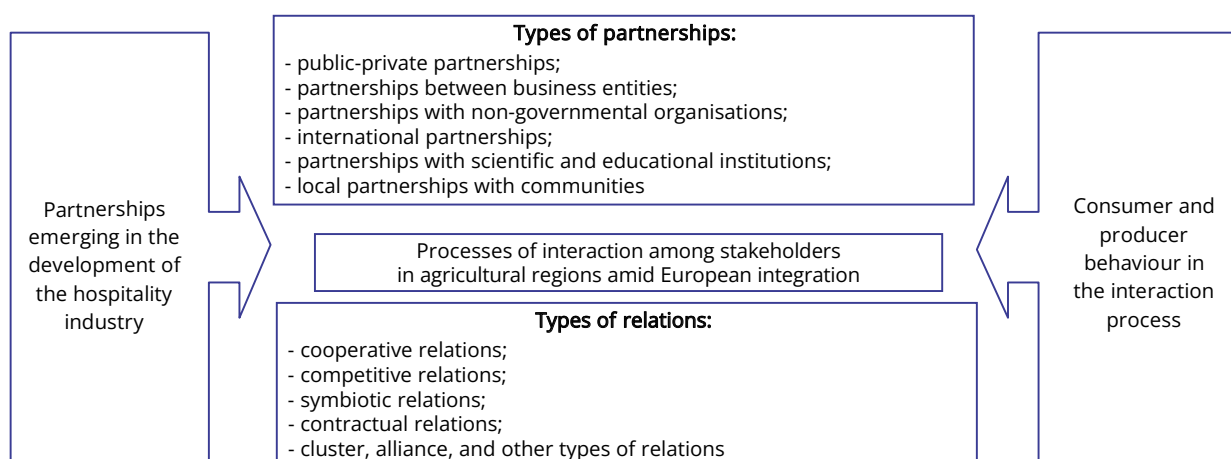 Partnerships
emerging in the
development of
the hospitality
industry
Types of partnerships:
- public-private partnerships;
- partnerships between business entities;
- partnerships with non-governmental organisations;
- international partnerships;
- partnerships with scientific and educational institutions;
- local partnerships with communities
Processes of interaction among stakeholders
in agricultural regions amid European integration
Types of relations:
- cooperative relations;
- competitive relations;
- symbiotic relations;
- contractual relations;
- cluster, alliance, and other types of relations
Consumer and
producer
behaviour in
the interaction
process